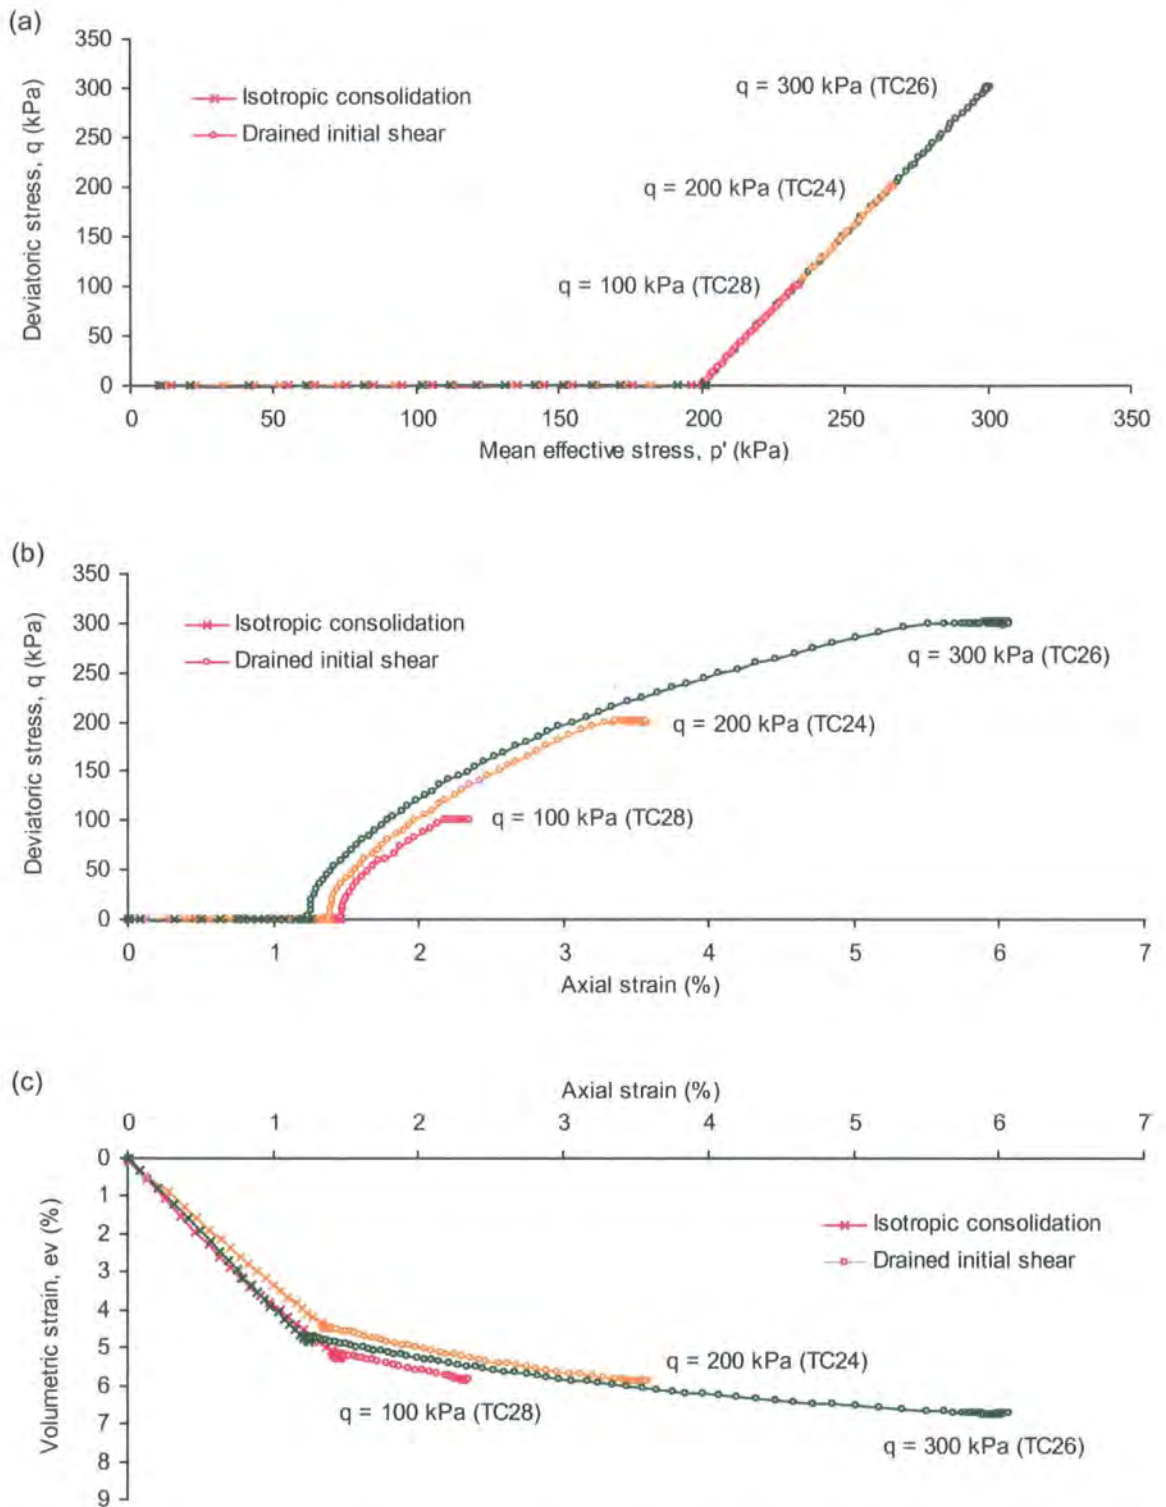 (a)
350
300
250
200
150
100
50
0
Deviatoric stress, q (kPa)
Isotropic consolidation
Drained initial shear
q = 300 kPa (TC26)
q = 200 kPa (TC24)
q = 100 kPa (TC28)
0 50 100 150 200 250 300 350
Mean effective stress, p' (kPa)
(b)
350
300
250
200
150
100
50
0
Deviatoric stress, q (kPa)
Isotropic consolidation
Drained initial shear
q = 300 kPa (TC26)
q = 200 kPa (TC24)
q = 100 kPa (TC28)
0 1 2 3 4 5 6 7
Axial strain (%)
(c)
Axial strain (%)
0 1 2 3 4 5 6 7
0
1
2
3
4
5
6
7
8
9
Volumetric strain, ev (%)
Isotropic consolidation
Drained initial shear
q = 200 kPa (TC24)
q = 100 kPa (TC28)
q = 300 kPa (TC26)